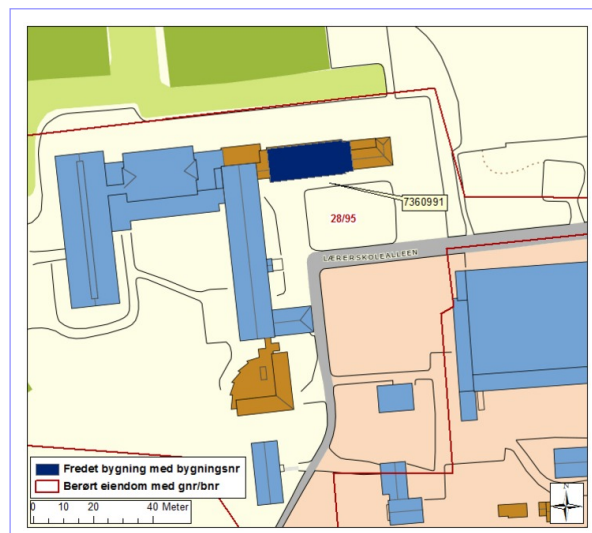 7360991
28/95
LÆRERSKOLEALLEEN
Fredet bygning med bygningsnr
Berørt eiendom med gnr/bnr
0 10 20 40 Meter
N